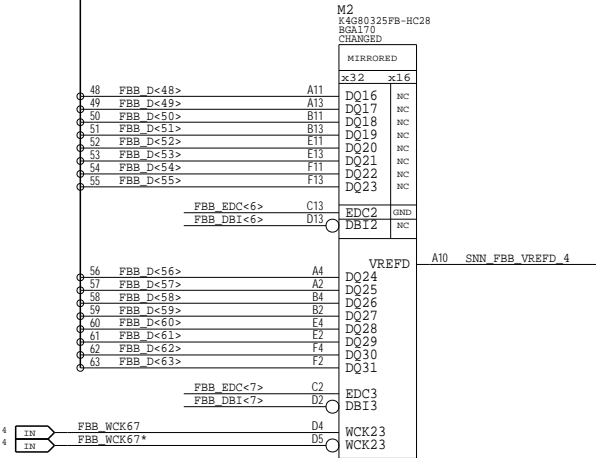 M2
K4G80325FB-HC28
BGA170
CHANGED
MIRRORED
x32 x16
48 FBB_D<48> A11 DQ16 NC
49 FBB_D<49> A13 DQ17 NC
50 FBB_D<50> B11 DQ18 NC
51 FBB_D<51> B13 DQ19 NC
52 FBB_D<52> E11 DQ20 NC
53 FBB_D<53> E13 DQ21 NC
54 FBB_D<54> F11 DQ22 NC
55 FBB_D<55> F13 DQ23 NC
FBB_EDC<6> C13 EDC2 GND
FBB_DBI<6> D13 DBI2 NC
VREFD A10 SNN_FBB_VREFD_4
56 FBB_D<56> A4 DQ24
57 FBB_D<57> A2 DQ25
58 FBB_D<58> B4 DQ26
59 FBB_D<59> B2 DQ27
60 FBB_D<60> E4 DQ28
61 FBB_D<61> E2 DQ29
62 FBB_D<62> F4 DQ30
63 FBB_D<63> F2 DQ31
FBB_EDC<7> C2 EDC3
FBB_DBI<7> D2 DBI3
4 IN FBB_WCK67 D4 WCK23
4 IN FBB_WCK67* D5 WCK23